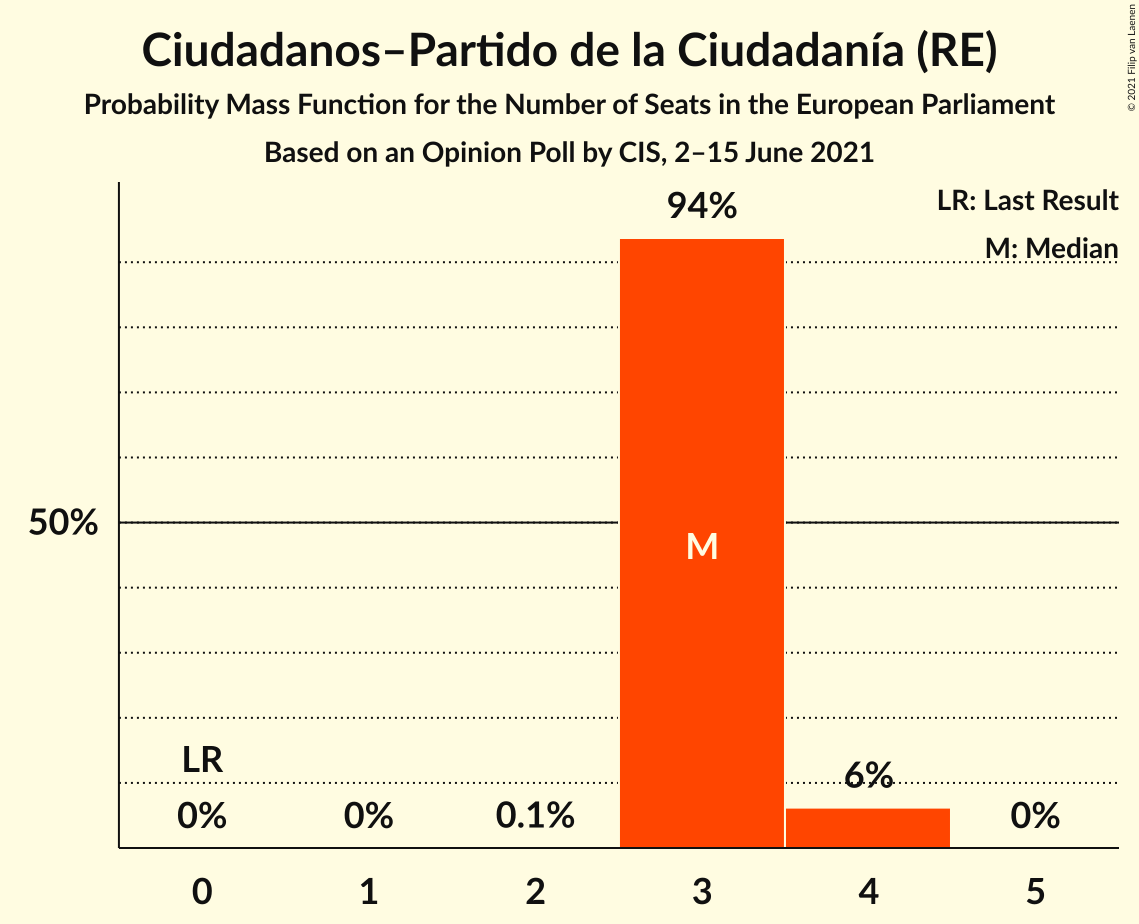 Ciudadanos–Partido de la Ciudadanía (RE)
Probability Mass Function for the Number of Seats in the European Parliament
Based on an Opinion Poll by CIS, 2–15 June 2021
© 2021 Filip van Laenen
LR: Last Result
M: Median
94%
50%
M
LR
6%
0% 0% 0.1% 0%
0 1 2 3 4 5